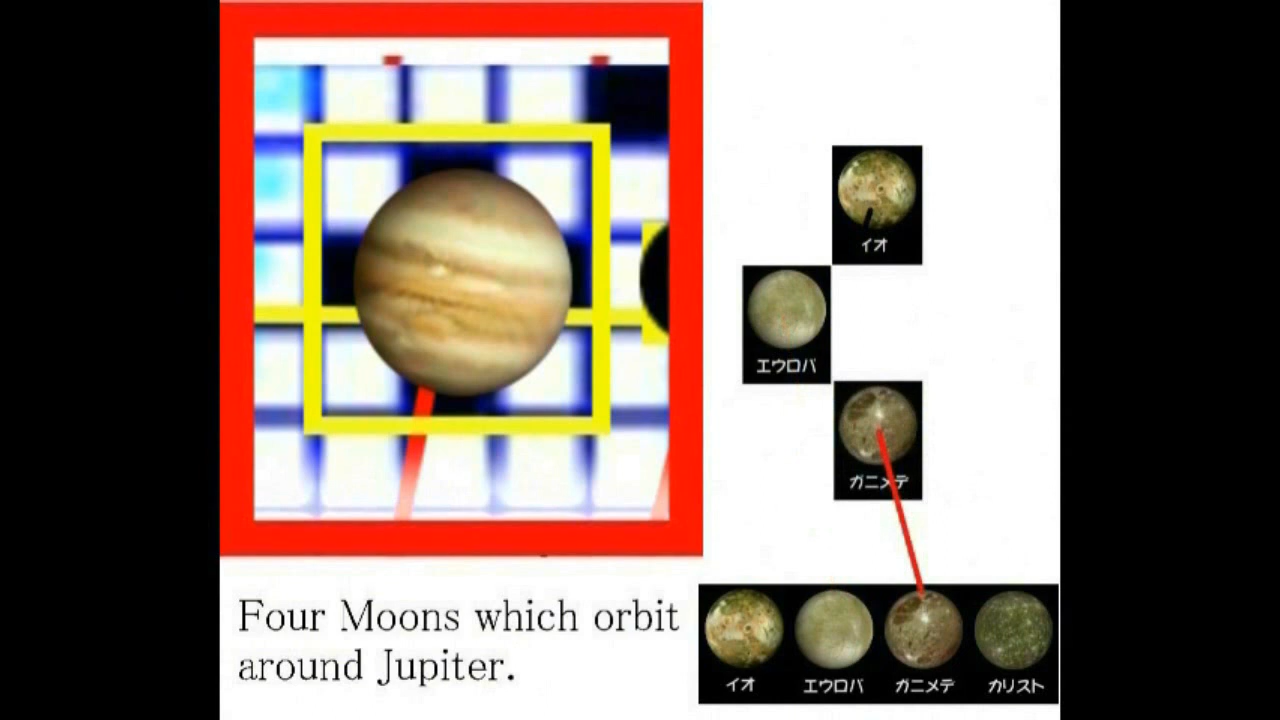 イオ
エウロパ
ガニメデ
Four Moons which orbit
around Jupiter.
イオ
エウロパ
ガニメデ
カリスト